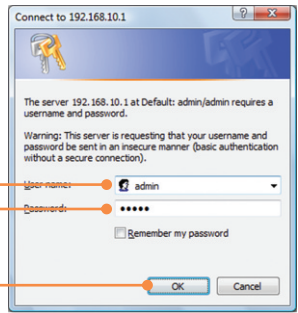 Connect to 192.168.10.1
The server 192.168.10.1 at Default: admin/admin requires a
username and password.
Warning: This server is requesting that your username and
password be sent in an insecure manner (basic authentication
without a secure connection).
User name:
admin
Password:
•••••
Remember my password
OK
Cancel